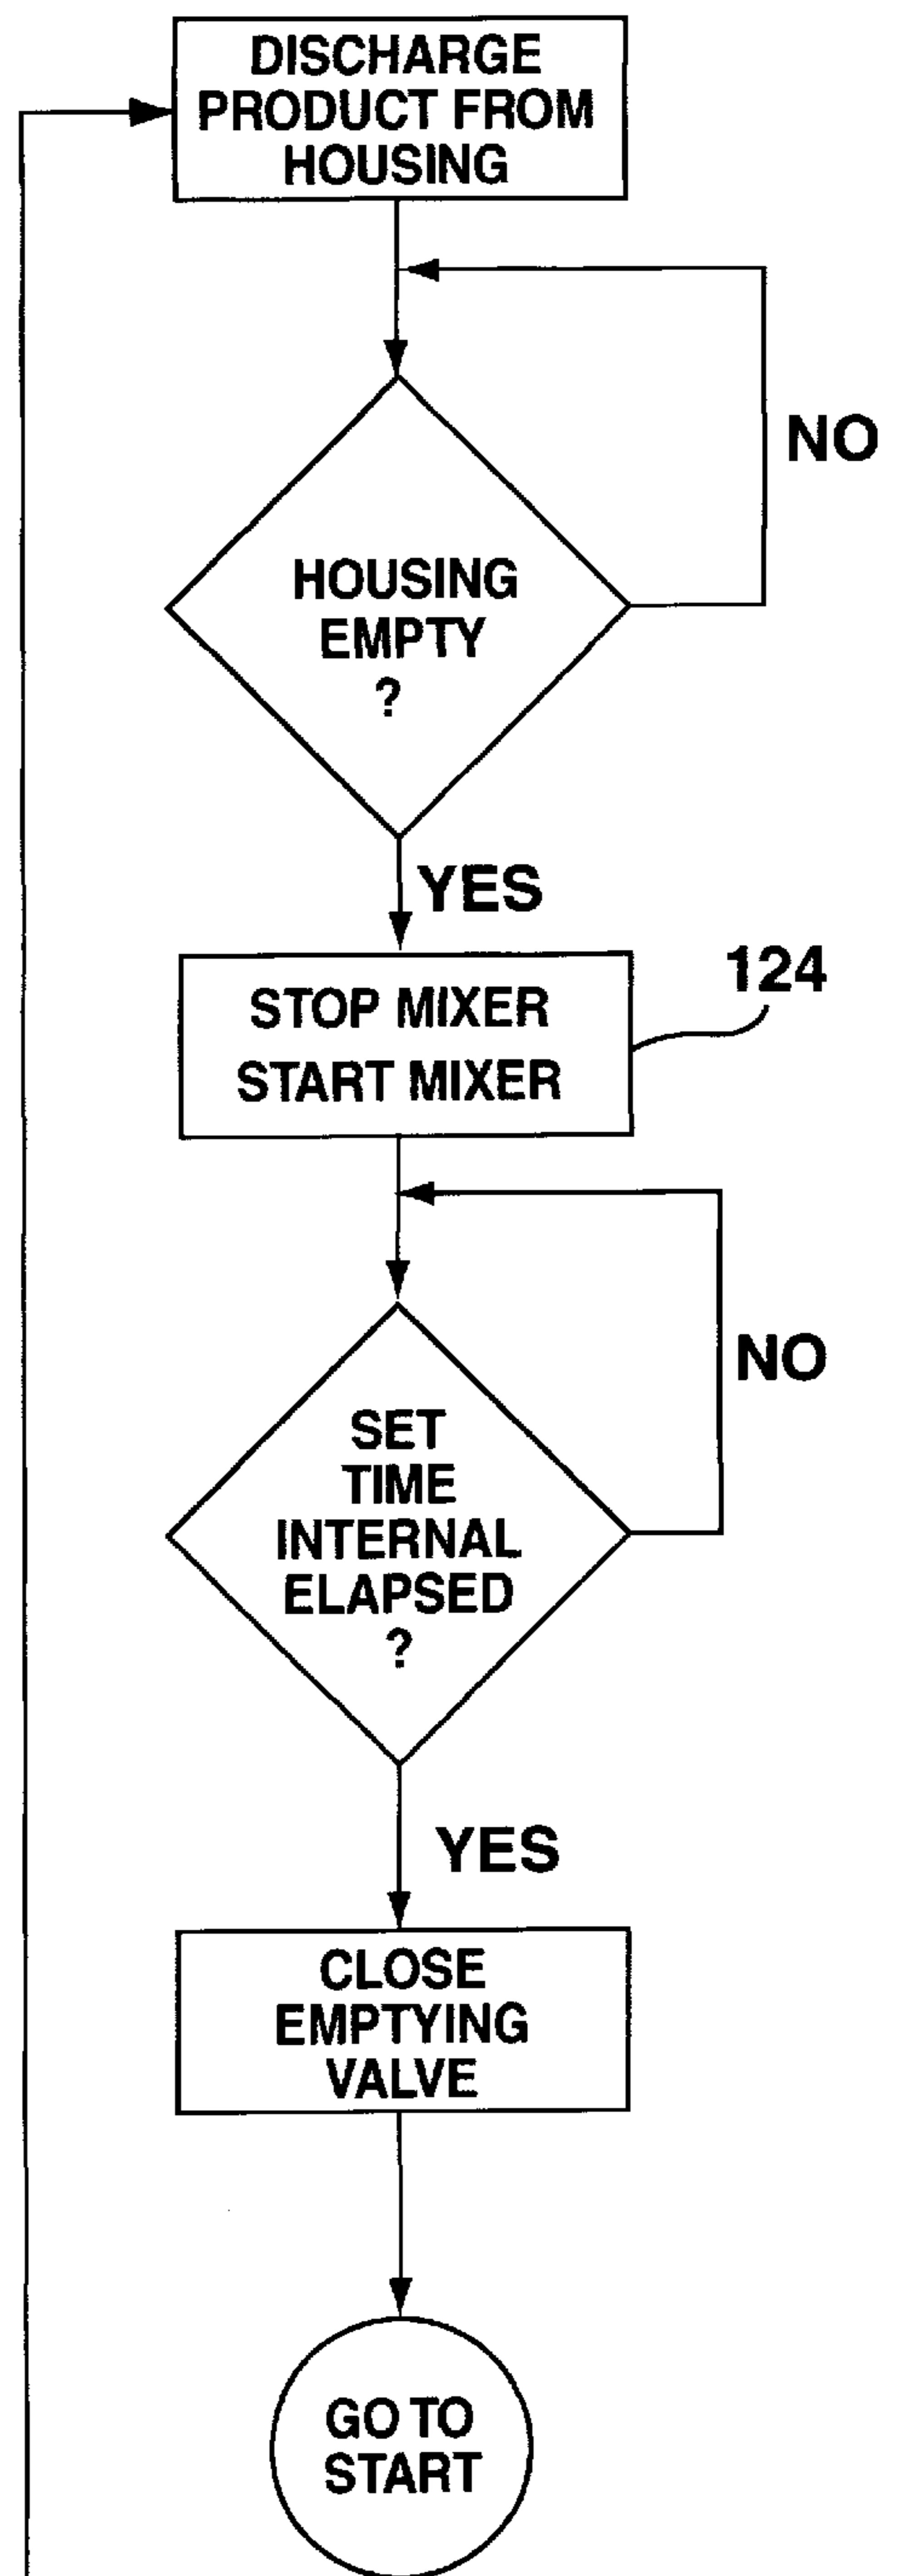 DISCHARGE
PRODUCT FROM
HOUSING
NO
HOUSING
EMPTY
?
YES
124
STOP MIXER
START MIXER
NO
SET
TIME
INTERNAL
ELAPSED
?
YES
CLOSE
EMPTYING
VALVE
GO TO
START